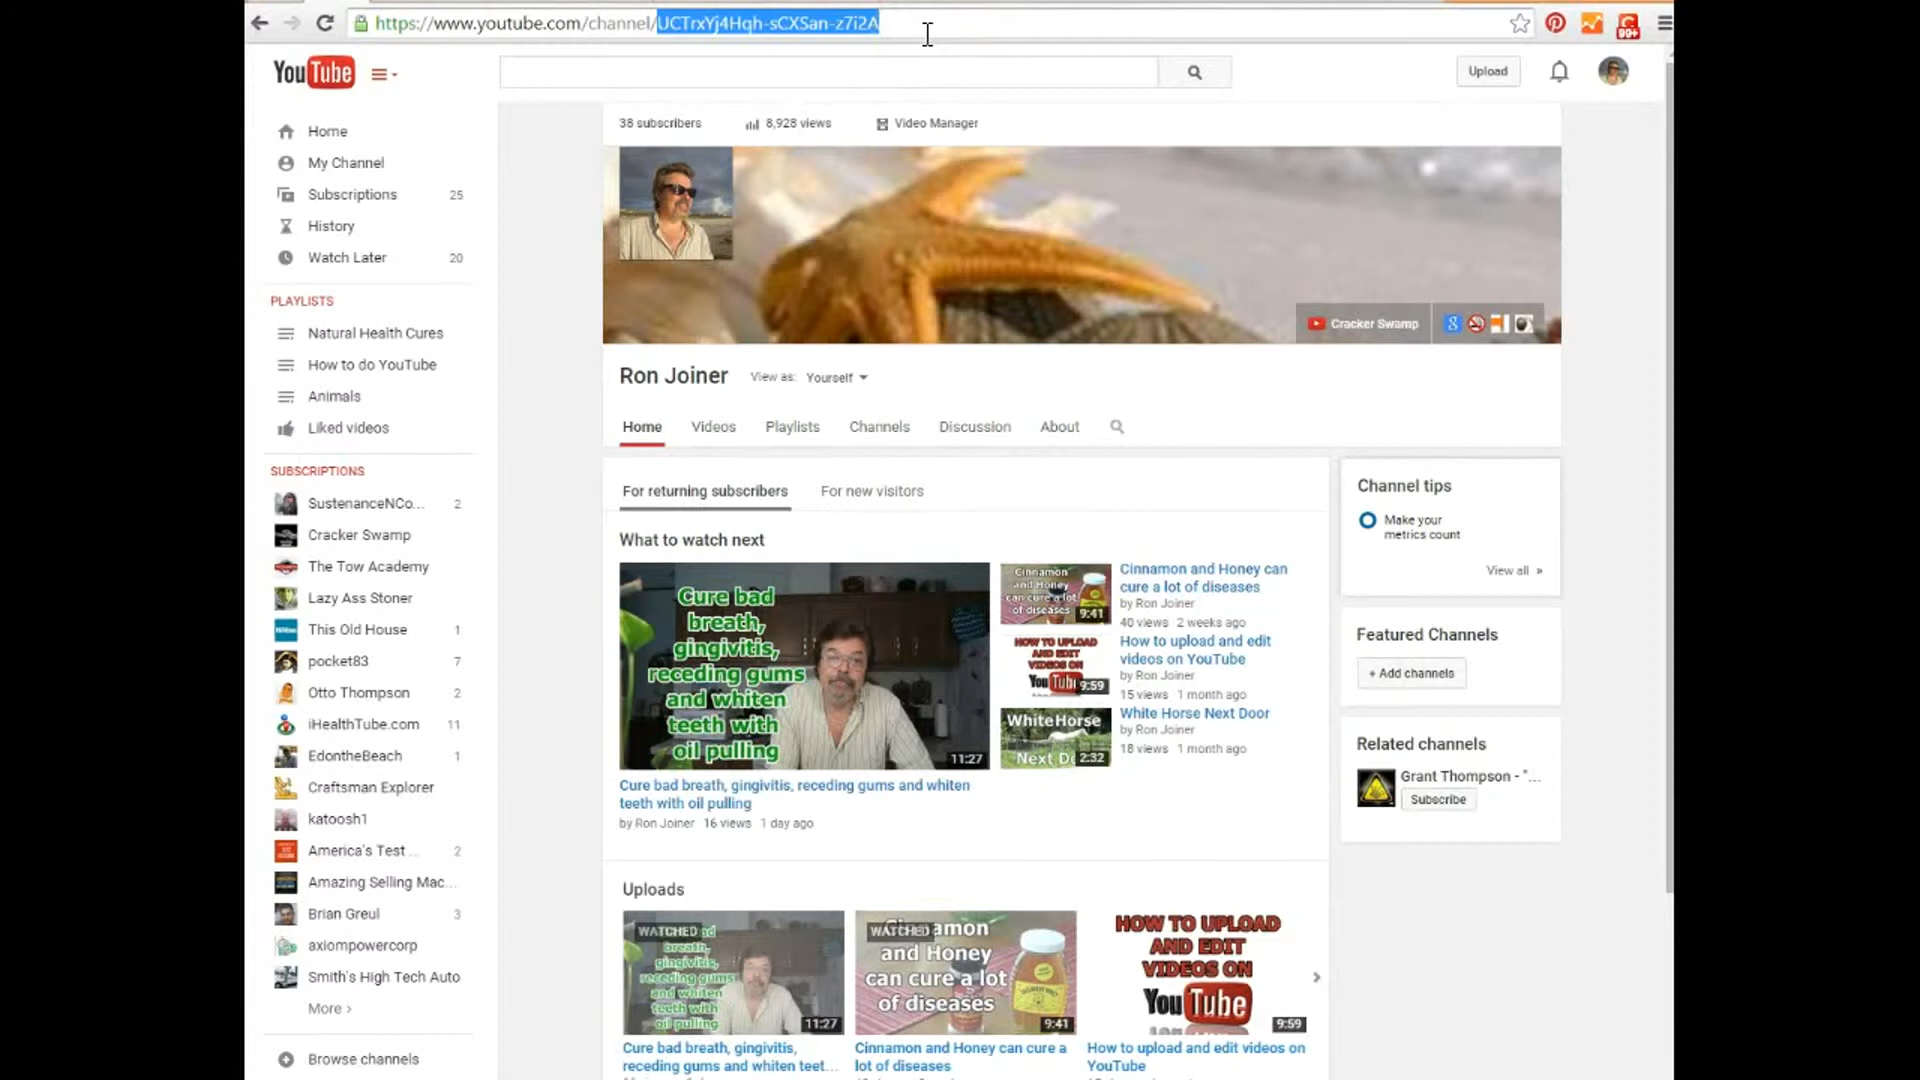 https://www.youtube.com/channel/UCTrxYj4Hqh-sCXSan-z7i2A
99+
YouTube
Upload
Home
My Channel
Subscriptions 25
History
Watch Later 20
PLAYLISTS
Natural Health Cures
How to do YouTube
Animals
Liked videos
SUBSCRIPTIONS
SustenanceNCo... 2
Cracker Swamp
The Tow Academy
Lazy Ass Stoner
This Old House 1
pocket83 7
Otto Thompson 2
iHealthTube.com 11
EdontheBeach 1
Craftsman Explorer
katoosh1
America's Test ... 2
Amazing Selling Mac...
Brian Greul 3
axiompowercorp
Smith's High Tech Auto
More ›
Browse channels
38 subscribers 8,928 views Video Manager
Cracker Swamp
Ron Joiner View as: Yourself
Home Videos Playlists Channels Discussion About
For returning subscribers For new visitors
What to watch next
Cure bad
breath,
gingivitis,
receding gums
and whiten
teeth with
oil pulling
11:27
Cure bad breath, gingivitis, receding gums and whiten
teeth with oil pulling
by Ron Joiner 16 views 1 day ago
Cinnamon
and Honey
can cure a lot
of diseases
9:41
Cinnamon and Honey can
cure a lot of diseases
by Ron Joiner
40 views 2 weeks ago
HOW TO UPLOAD
AND EDIT
VIDEOS ON
9:59
How to upload and edit
videos on YouTube
by Ron Joiner
15 views 1 month ago
White Horse
2:32
White Horse Next Door
by Ron Joiner
18 views 1 month ago
Uploads
WATCHED
breath,
gingivitis,
receding gums
and whiten
teeth with
oil pulling
11:27
Cure bad breath, gingivitis,
receding gums and whiten teet...
WATCHED
and Honey
can cure a lot
of diseases
9:41
Cinnamon and Honey can cure a
lot of diseases
HOW TO UPLOAD
AND EDIT
VIDEOS ON
YouTube
9:59
How to upload and edit videos on
YouTube
Channel tips
Make your
metrics count
View all »
Featured Channels
+ Add channels
Related channels
Grant Thompson - "...
Subscribe